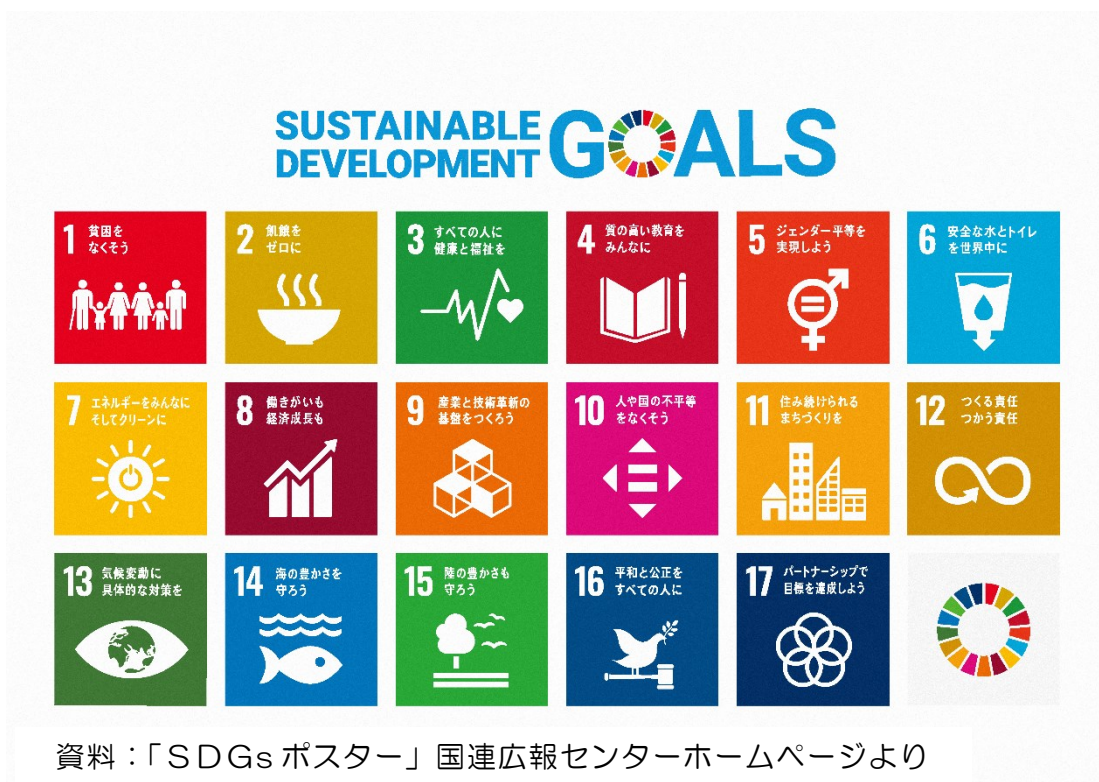 SUSTAINABLE
DEVELOPMENT GOALS
1 貧困を
なくそう
2 飢餓を
ゼロに
3 すべての人に
健康と福祉を
4 質の高い教育を
みんなに
5 ジェンダー平等を
実現しよう
6 安全な水とトイレ
を世界中に
7 エネルギーをみんなに
そしてクリーンに
8 働きがいも
経済成長も
9 産業と技術革新の
基盤をつくろう
10 人や国の不平等
をなくそう
11 住み続けられる
まちづくりを
12 つくる責任
つかう責任
13 気候変動に
具体的な対策を
14 海の豊かさを
守ろう
15 陸の豊かさも
守ろう
16 平和と公正を
すべての人に
17 パートナーシップで
目標を達成しよう
資料：「ＳＤＧsポスター」国連広報センターホームページより